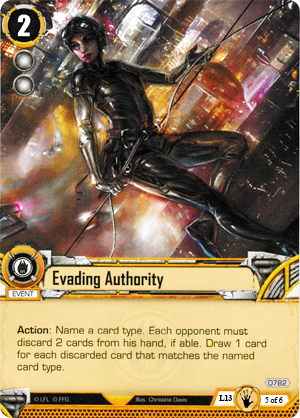 2
Evading Authority
EVENT
Action: Name a card type. Each opponent must
discard 2 cards from his hand, if able. Draw 1 card
for each discarded card that matches the named
card type.
0782
© LFL © FFG
Illus. Christina Davis
L13
5 of 6